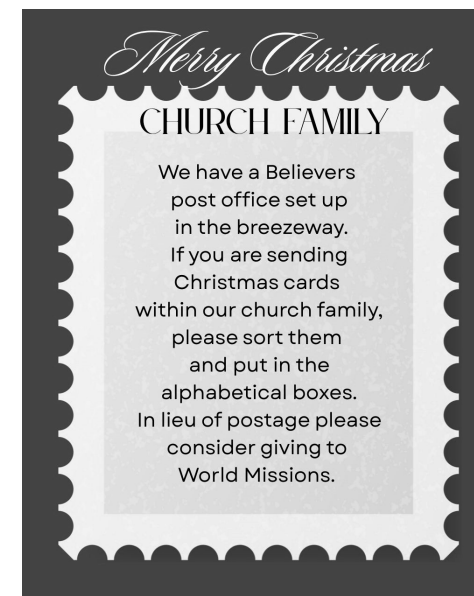 Merry Christmas
CHURCH FAMILY
We have a Believers
post office set up
in the breezeway.
If you are sending
Christmas cards
within our church family,
please sort them
and put in the
alphabetical boxes.
In lieu of postage please
consider giving to
World Missions.